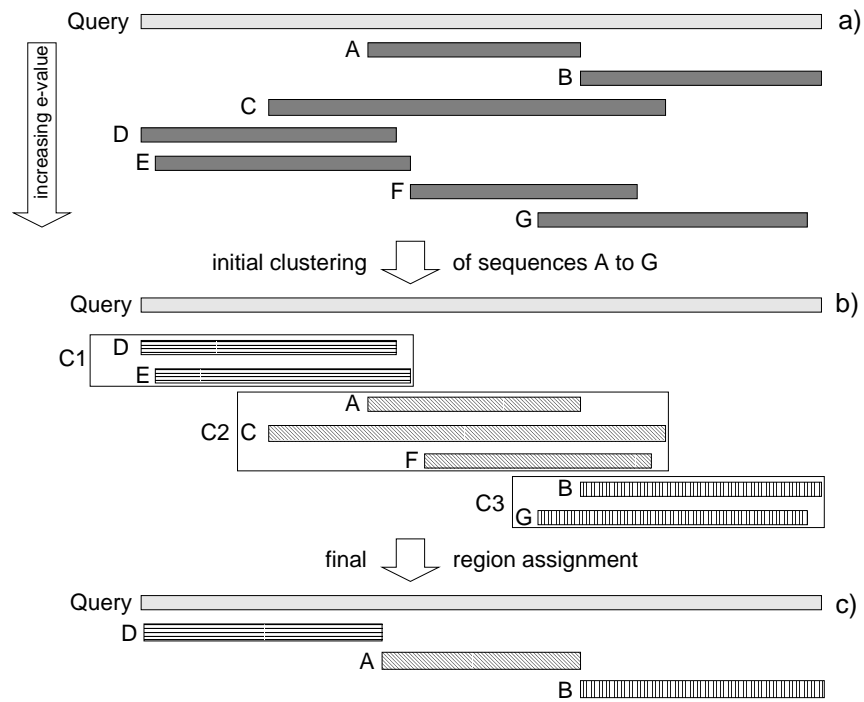 Query
a)
A
B
C
D
E
F
G
increasing e-value
initial clustering of sequences A to G
Query
b)
C1
D
E
A
C2
C
F
B
C3
G
final region assignment
Query
c)
D
A
B